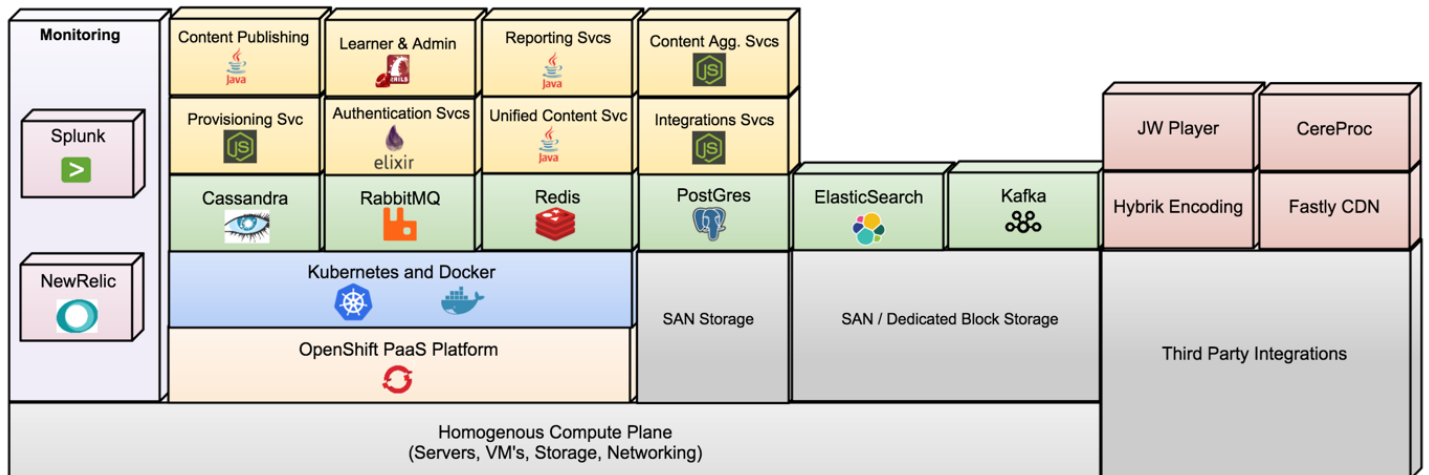 Monitoring
Splunk
NewRelic
Content Publishing
Java
Learner & Admin
RAILS
Reporting Svcs
Java
Content Agg. Svcs
JS
Provisioning Svc
JS
Authentication Svcs
elixir
Unified Content Svc
Java
Integrations Svcs
JS
Cassandra
RabbitMQ
Redis
PostGres
ElasticSearch
Kafka
JW Player
CereProc
Hybrik Encoding
Fastly CDN
Kubernetes and Docker
OpenShift PaaS Platform
SAN Storage
SAN / Dedicated Block Storage
Third Party Integrations
Homogenous Compute Plane
(Servers, VM's, Storage, Networking)